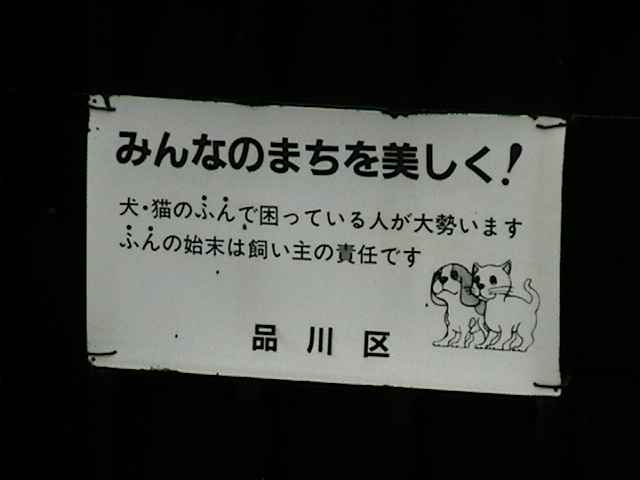 みんなのまちを美しく!
犬・猫のふんで困っている人が大勢います
ふんの始末は飼い主の責任です
品川区